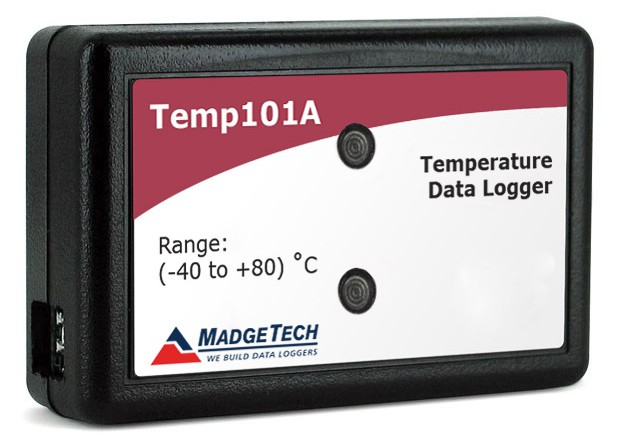 Temp101A
Temperature
Data Logger
Range:
(-40 to +80) °C
MADGETECH
WE BUILD DATA LOGGERS